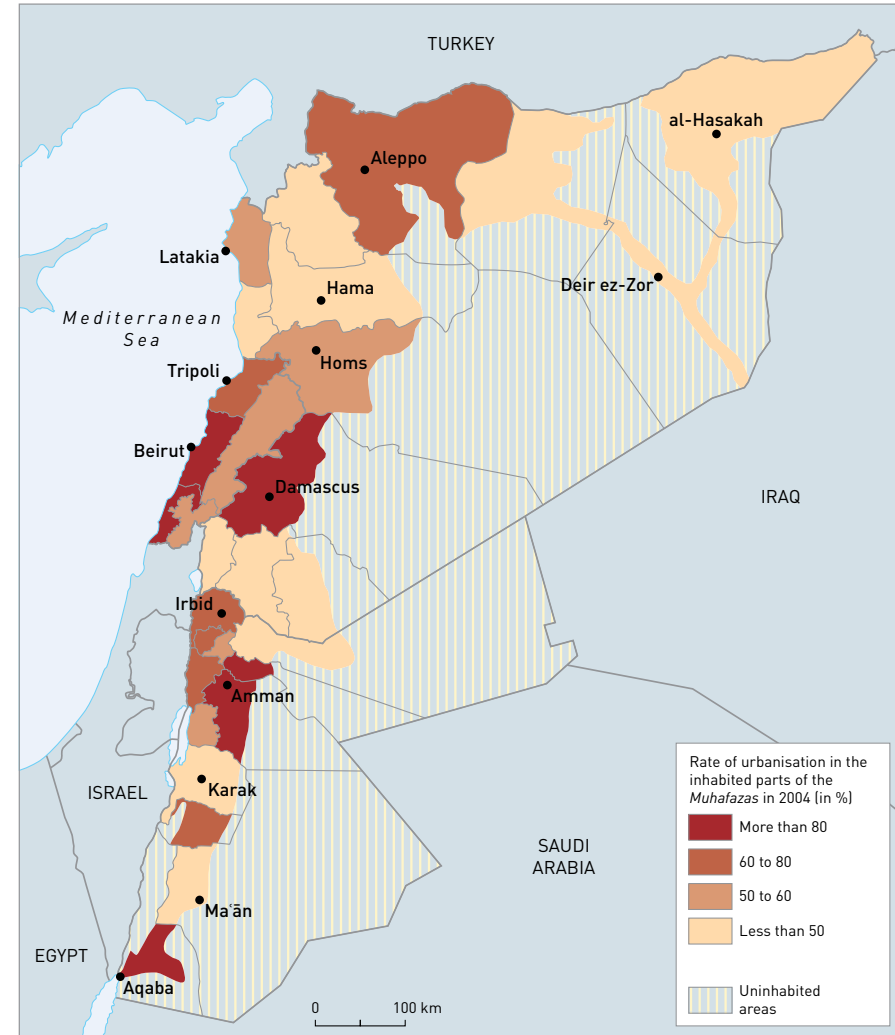 TURKEY
al-Hasakah
Aleppo
Latakia
Deir ez-Zor
Hama
Mediterranean
Sea
Homs
Tripoli
Beirut
Damascus
IRAQ
Irbid
Amman
ISRAEL
Karak
SAUDI
ARABIA
Maʿān
EGYPT
Aqaba
0 100 km
Rate of urbanisation in the
inhabited parts of the
Muhafazas in 2004 (in %)
More than 80
60 to 80
50 to 60
Less than 50
Uninhabited
areas